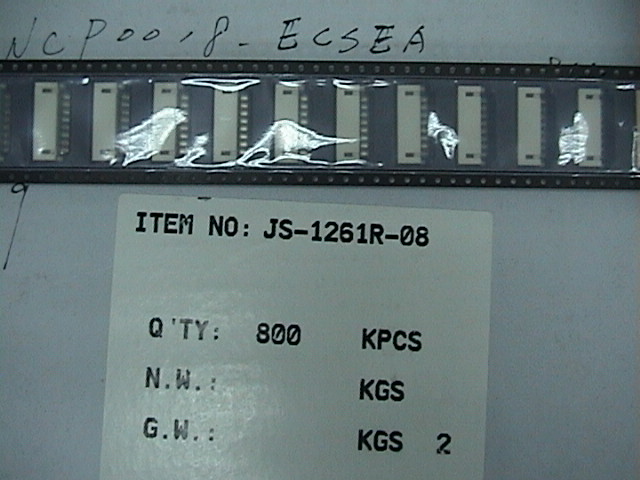 NCP00.8-ECSEA
ITEM NO: JS-1261R-08
Q'TY: 800 KPCS
N.W.: KGS
G.W.: KGS 2